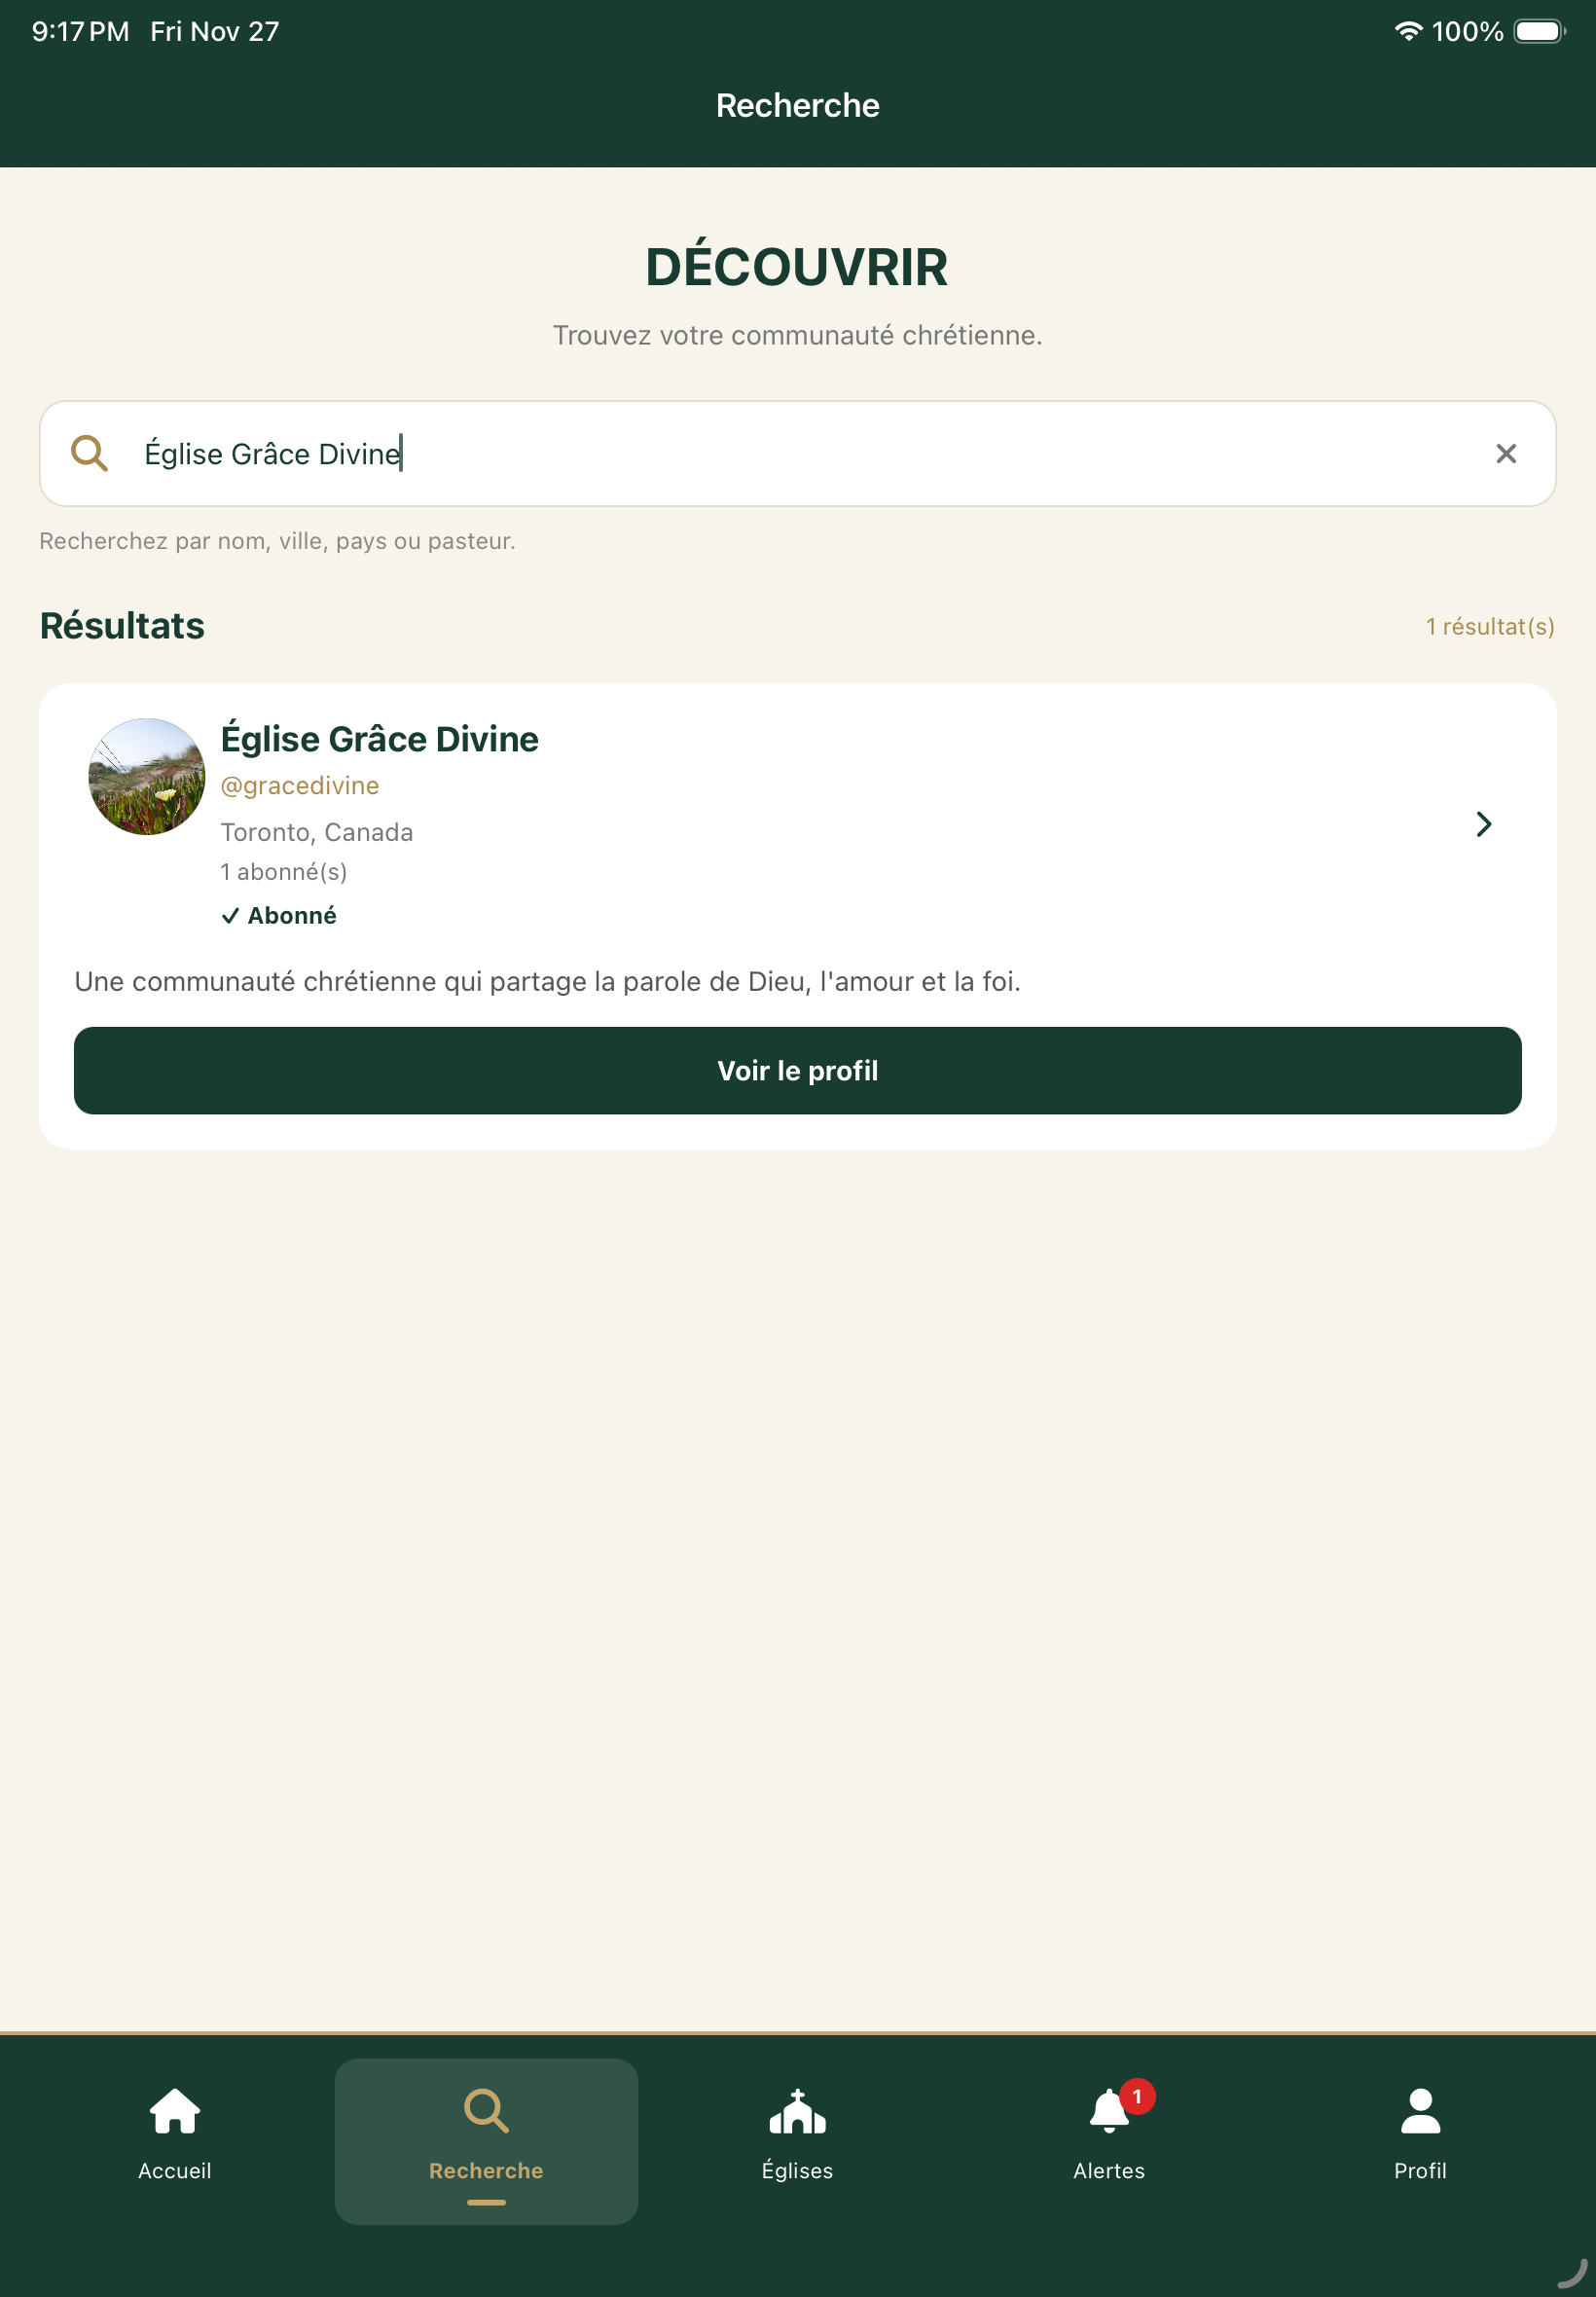 9:17 PM Fri Nov 27
100%
Recherche
DÉCOUVRIR
Trouvez votre communauté chrétienne.
Église Grâce Divine
Recherchez par nom, ville, pays ou pasteur.
Résultats
1 résultat(s)
Église Grâce Divine
@gracedivine
Toronto, Canada
1 abonné(s)
✓ Abonné
Une communauté chrétienne qui partage la parole de Dieu, l'amour et la foi.
Voir le profil
Accueil
Recherche
Églises
1
Alertes
Profil